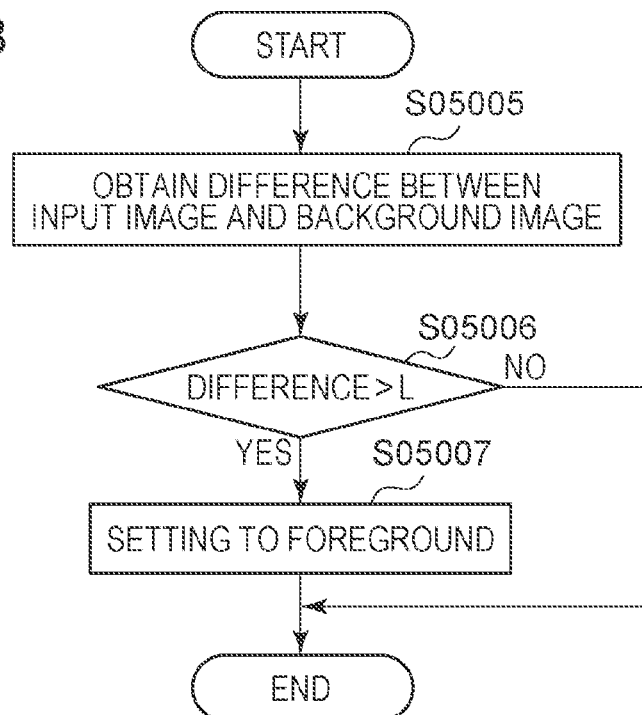 START
S05005
OBTAIN DIFFERENCE BETWEEN
INPUT IMAGE AND BACKGROUND IMAGE
S05006
DIFFERENCE > L
NO
YES
S05007
SETTING TO FOREGROUND
END